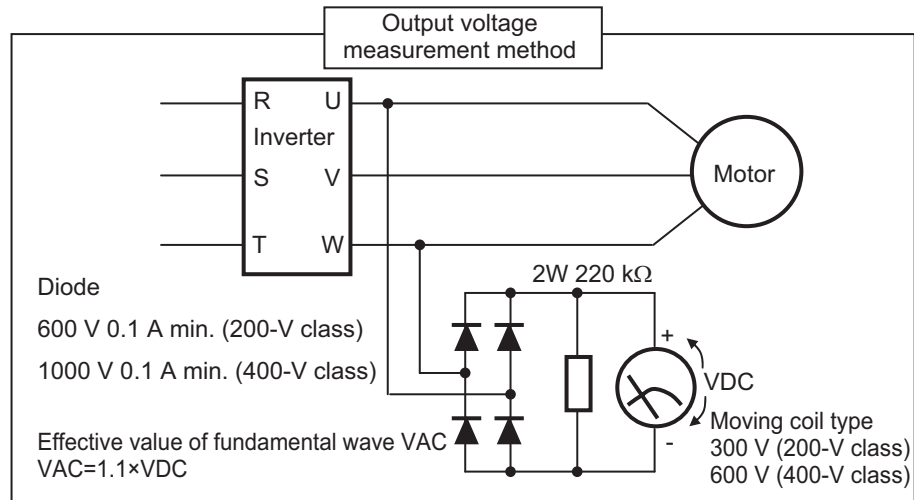 Output voltage
measurement method
R U
Inverter
S V
T W
Motor
Diode
600 V 0.1 A min. (200-V class)
1000 V 0.1 A min. (400-V class)
2W 220 kΩ
+
VDC
-
Moving coil type
300 V (200-V class)
600 V (400-V class)
Effective value of fundamental wave VAC
VAC=1.1×VDC